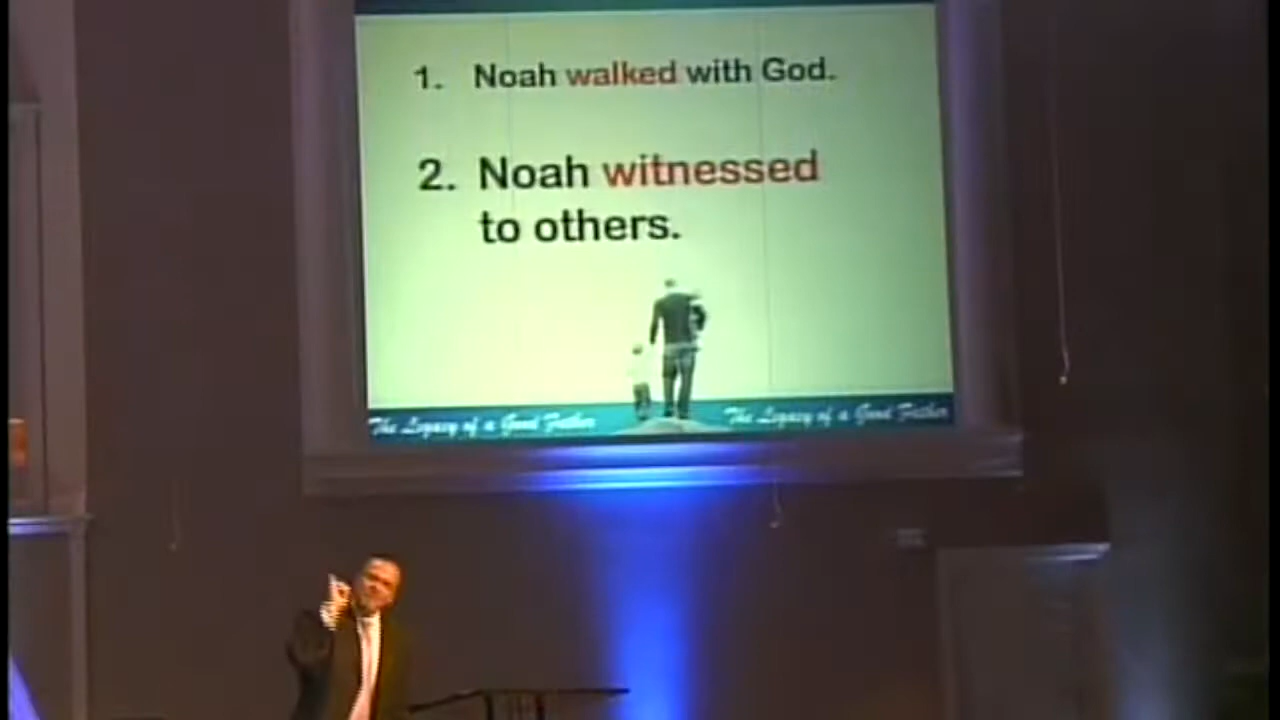 1. Noah walked with God.
2. Noah witnessed
to others.
The Legacy of a Good Father
The Legacy of a Good Father